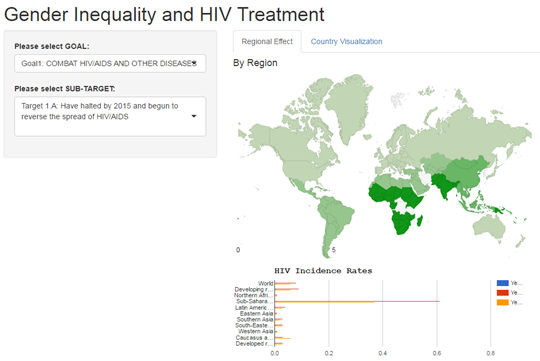 Gender Inequality and HIV Treatment
Please select GOAL:
Goal1: COMBAT HIV/AIDS AND OTHER DISEASES
Please select SUB-TARGET:
Target 1.A: Have halted by 2015 and begun to
reverse the spread of HIV/AIDS
Regional Effect
Country Visualization
By Region
0
5
HIV Incidence Rates
World
Developing r...
Northern Afri...
Sub-Sahara...
Latin Americ...
Eastern Asia
Southern Asia
South-Easte...
Western Asia
Caucasus a...
Developed r...
Ye...
Ye...
Ye...
0.0
0.2
0.4
0.6
0.8